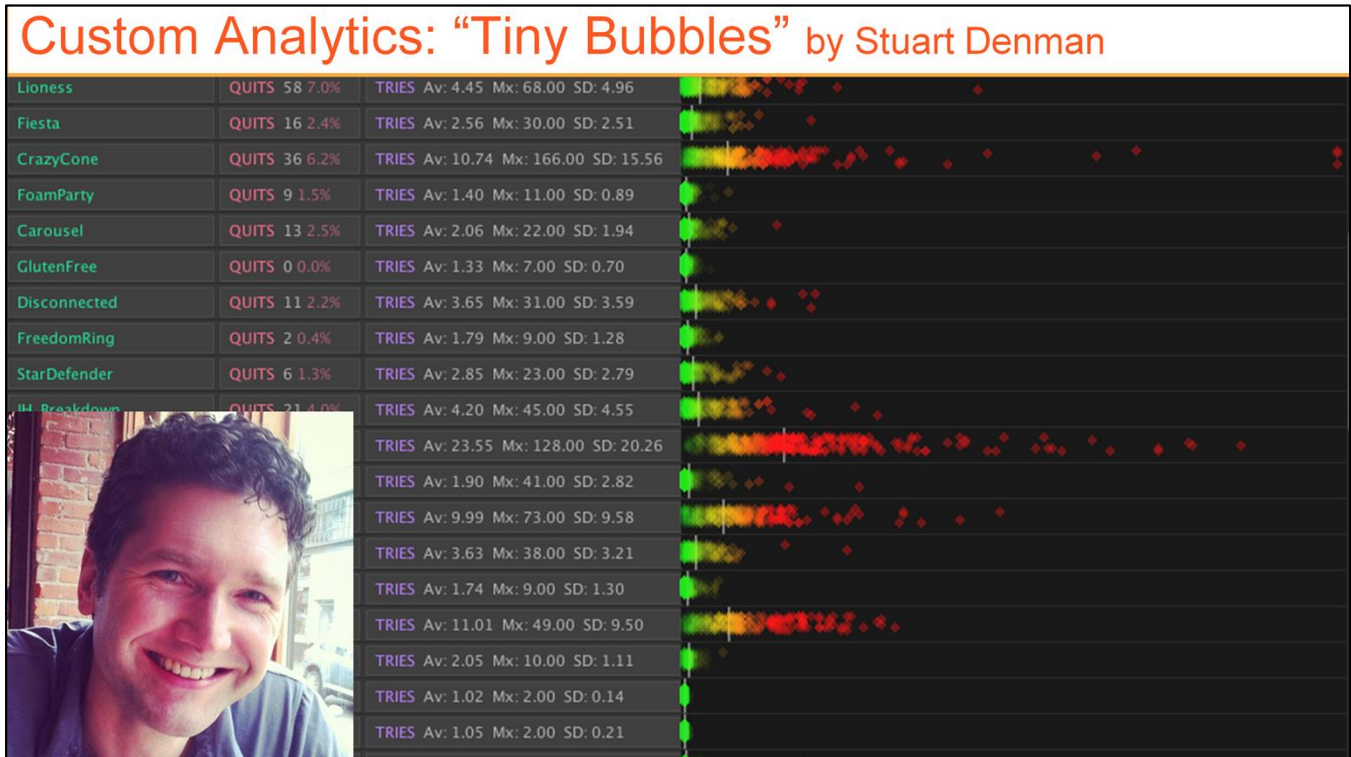 Custom Analytics: “Tiny Bubbles” by Stuart Denman
Lioness QUITS 58 7.0% TRIES Av: 4.45 Mx: 68.00 SD: 4.96
Fiesta QUITS 16 2.4% TRIES Av: 2.56 Mx: 30.00 SD: 2.51
CrazyCone QUITS 36 6.2% TRIES Av: 10.74 Mx: 166.00 SD: 15.56
FoamParty QUITS 9 1.5% TRIES Av: 1.40 Mx: 11.00 SD: 0.89
Carousel QUITS 13 2.5% TRIES Av: 2.06 Mx: 22.00 SD: 1.94
GlutenFree QUITS 0 0.0% TRIES Av: 1.33 Mx: 7.00 SD: 0.70
Disconnected QUITS 11 2.2% TRIES Av: 3.65 Mx: 31.00 SD: 3.59
FreedomRing QUITS 2 0.4% TRIES Av: 1.79 Mx: 9.00 SD: 1.28
StarDefender QUITS 6 1.3% TRIES Av: 2.85 Mx: 23.00 SD: 2.79
JH_Breakdown QUITS 21 4.0% TRIES Av: 4.20 Mx: 45.00 SD: 4.55
TRIES Av: 23.55 Mx: 128.00 SD: 20.26
TRIES Av: 1.90 Mx: 41.00 SD: 2.82
TRIES Av: 9.99 Mx: 73.00 SD: 9.58
TRIES Av: 3.63 Mx: 38.00 SD: 3.21
TRIES Av: 1.74 Mx: 9.00 SD: 1.30
TRIES Av: 11.01 Mx: 49.00 SD: 9.50
TRIES Av: 2.05 Mx: 10.00 SD: 1.11
TRIES Av: 1.02 Mx: 2.00 SD: 0.14
TRIES Av: 1.05 Mx: 2.00 SD: 0.21